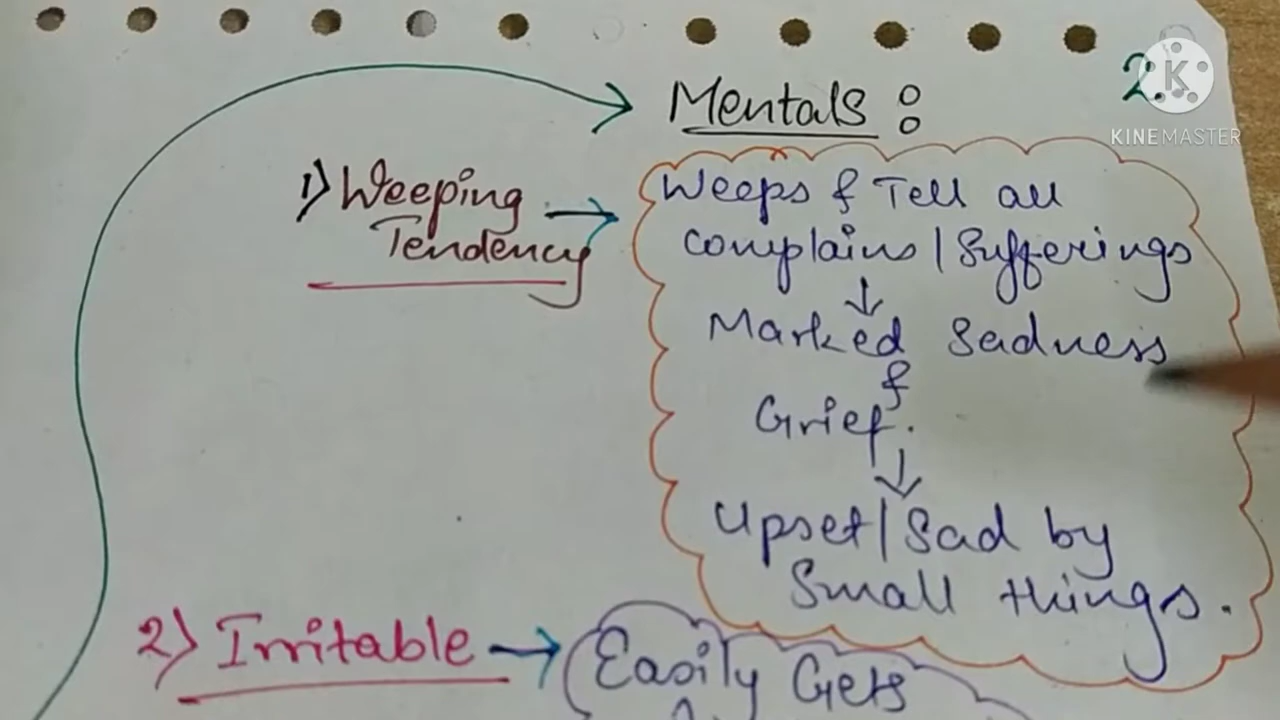 2.
KINEMASTER
Mentals :
1) Weeping
Tendency
Weeps & Tell all
complains / Sufferings
Marked Sadness
&
Grief.
Upset / Sad by
Small things.
2) Irritable
Easily Gets